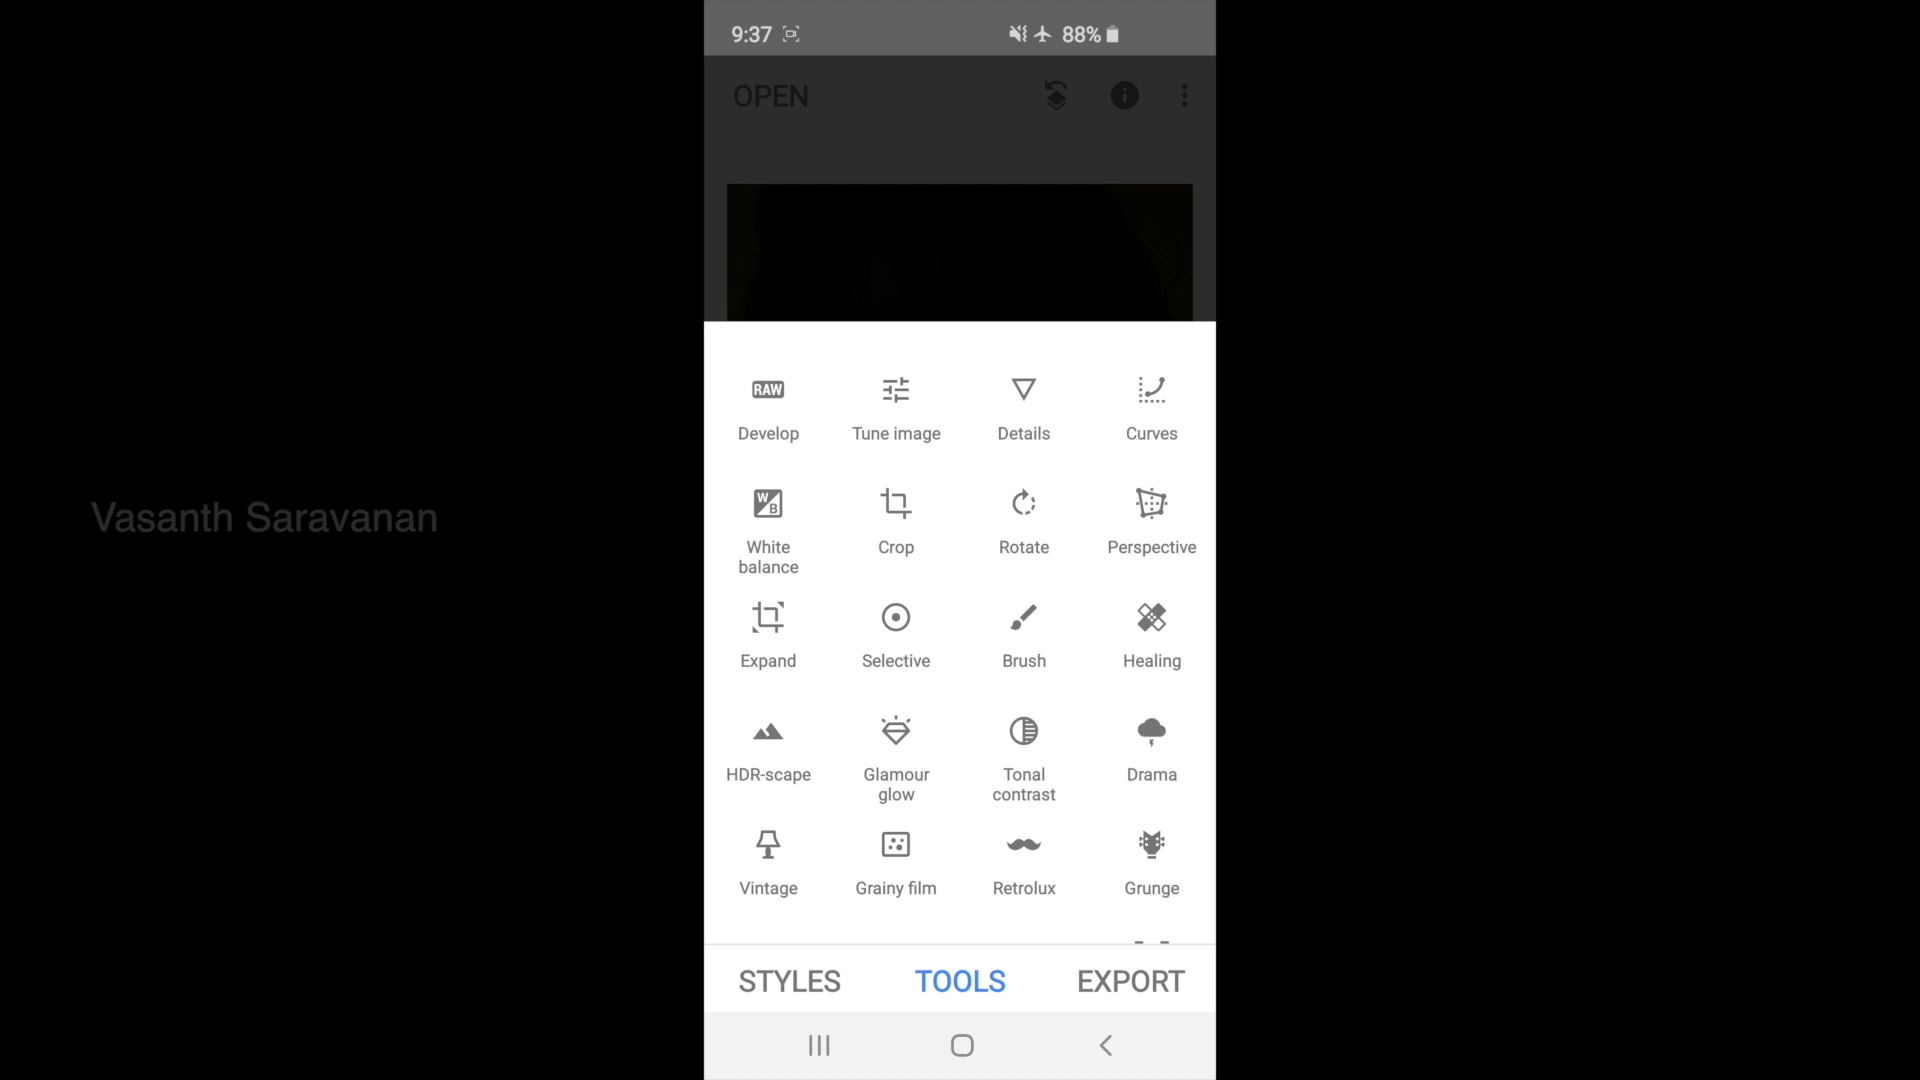 9:37 88%
OPEN
RAW
Develop Tune image Details Curves
W
B
White Crop Rotate Perspective
balance
Vasanth Saravanan
Expand Selective Brush Healing
HDR-scape Glamour Tonal Drama
glow contrast
Vintage Grainy film Retrolux Grunge
STYLES TOOLS EXPORT